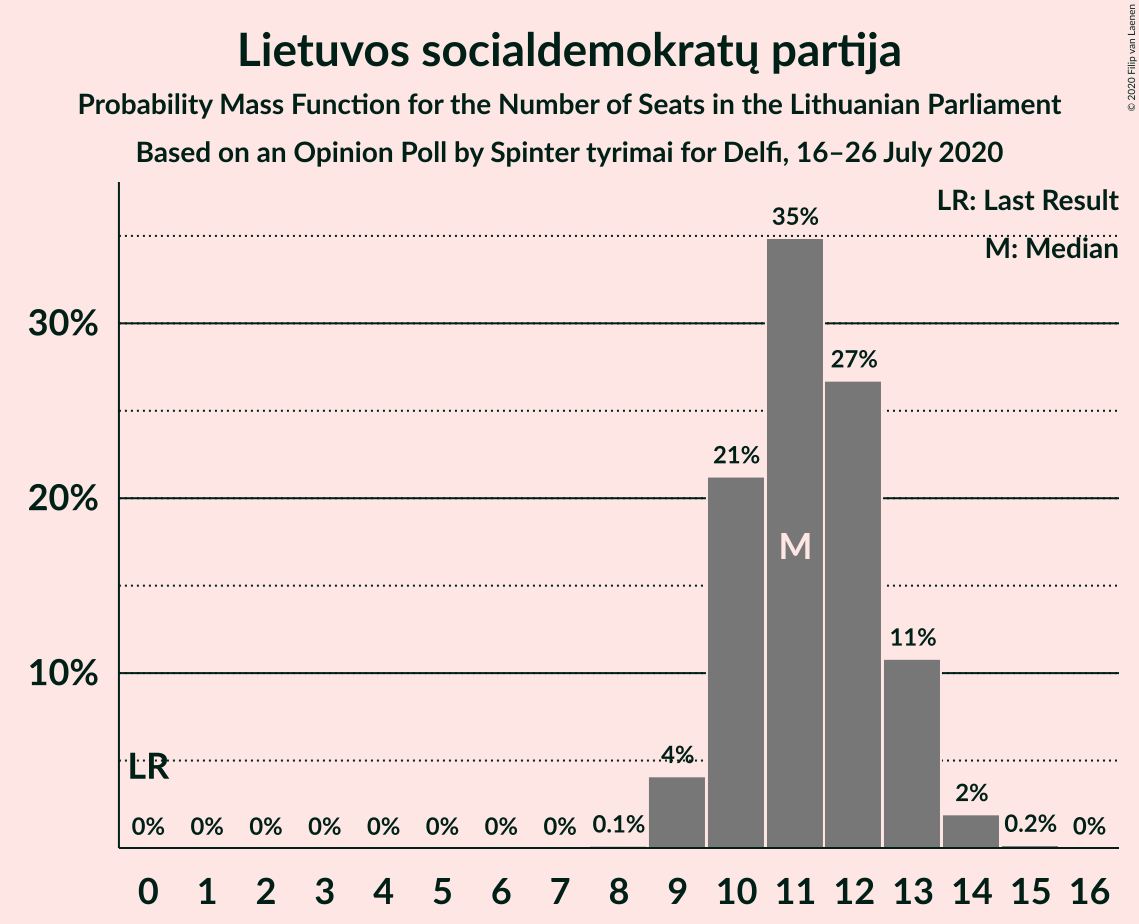 Lietuvos socialdemokratų partija
Probability Mass Function for the Number of Seats in the Lithuanian Parliament
Based on an Opinion Poll by Spinter tyrimai for Delfi, 16–26 July 2020
© 2020 Filip van Laenen
LR: Last Result
M: Median
35%
30%
27%
21%
20%
M
11%
10%
4%
LR
2%
0% 0% 0% 0% 0% 0% 0% 0% 0.1% 0.2% 0%
0 1 2 3 4 5 6 7 8 9 10 11 12 13 14 15 16